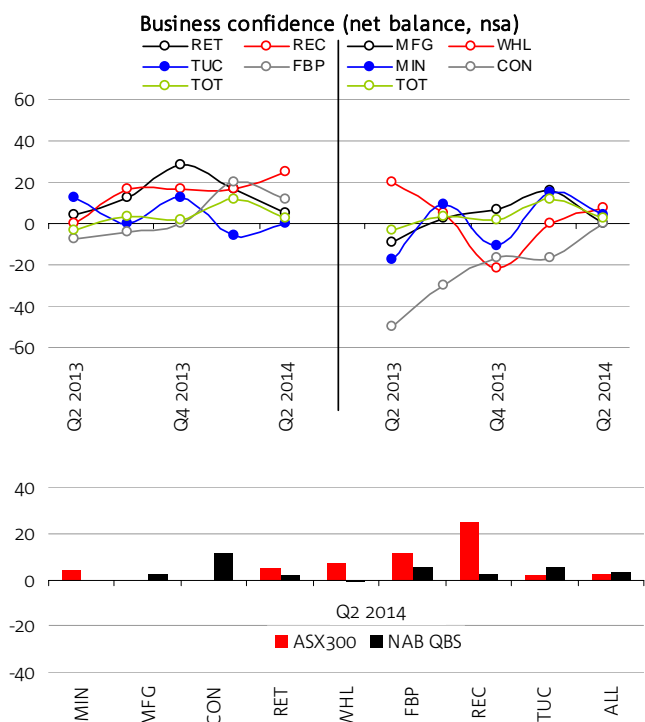 Business confidence (net balance, nsa)
RET REC MFG WHL
TUC FBP MIN CON
TOT TOT
60
40
20
0
-20
-40
-60
Q2 2013 Q4 2013 Q2 2014 Q2 2013 Q4 2013 Q2 2014
40
20
0
-20
-40
Q2 2014
ASX300 NAB QBS
MIN MFG CON RET WHL FBP REC TUC ALL